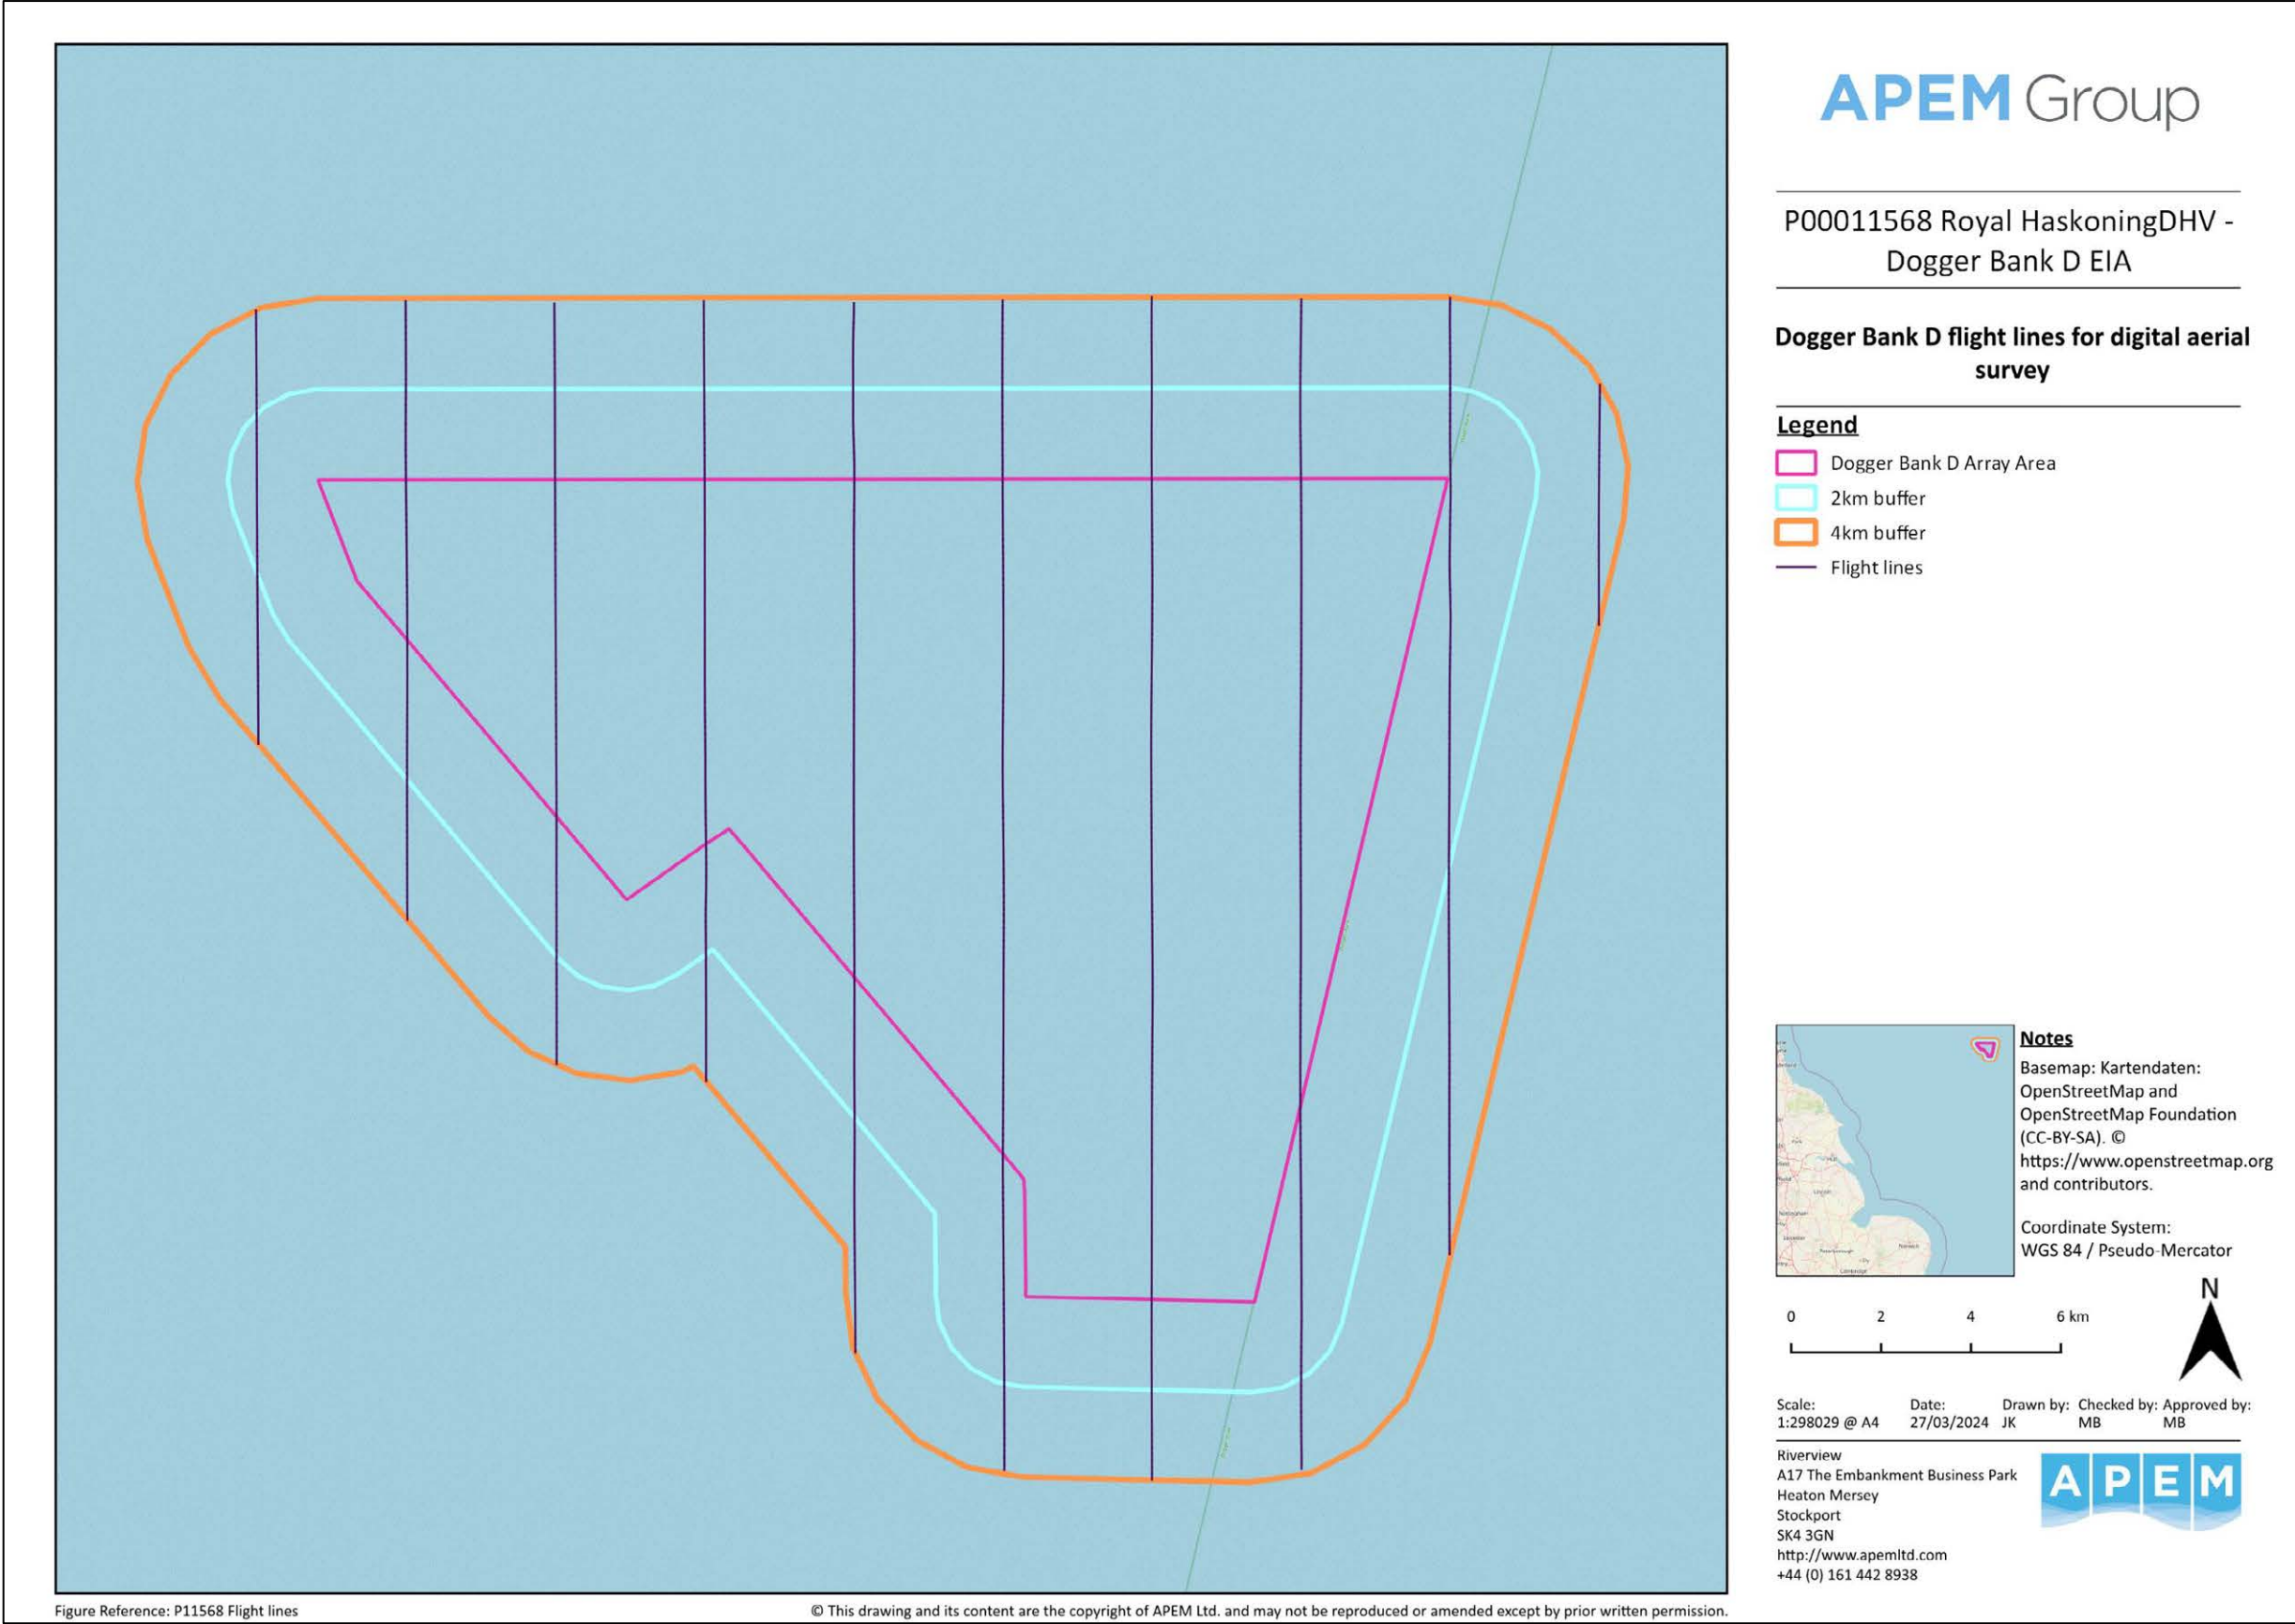 APEM Group
P00011568 Royal HaskoningDHV -
Dogger Bank D EIA
Dogger Bank D flight lines for digital aerial
survey
Legend
Dogger Bank D Array Area
2km buffer
4km buffer
Flight lines
Notes
Basemap: Kartendaten:
OpenStreetMap and
OpenStreetMap Foundation
(CC-BY-SA). ©
https://www.openstreetmap.org
and contributors.
Coordinate System:
WGS 84 / Pseudo-Mercator
N
0 2 4 6 km
Scale: Date: Drawn by: Checked by: Approved by:
1:298029 @ A4 27/03/2024 JK MB MB
Riverview
A17 The Embankment Business Park
Heaton Mersey
Stockport
SK4 3GN
http://www.apemltd.com
+44 (0) 161 442 8938
APEM
Figure Reference: P11568 Flight lines
© This drawing and its content are the copyright of APEM Ltd. and may not be reproduced or amended except by prior written permission.